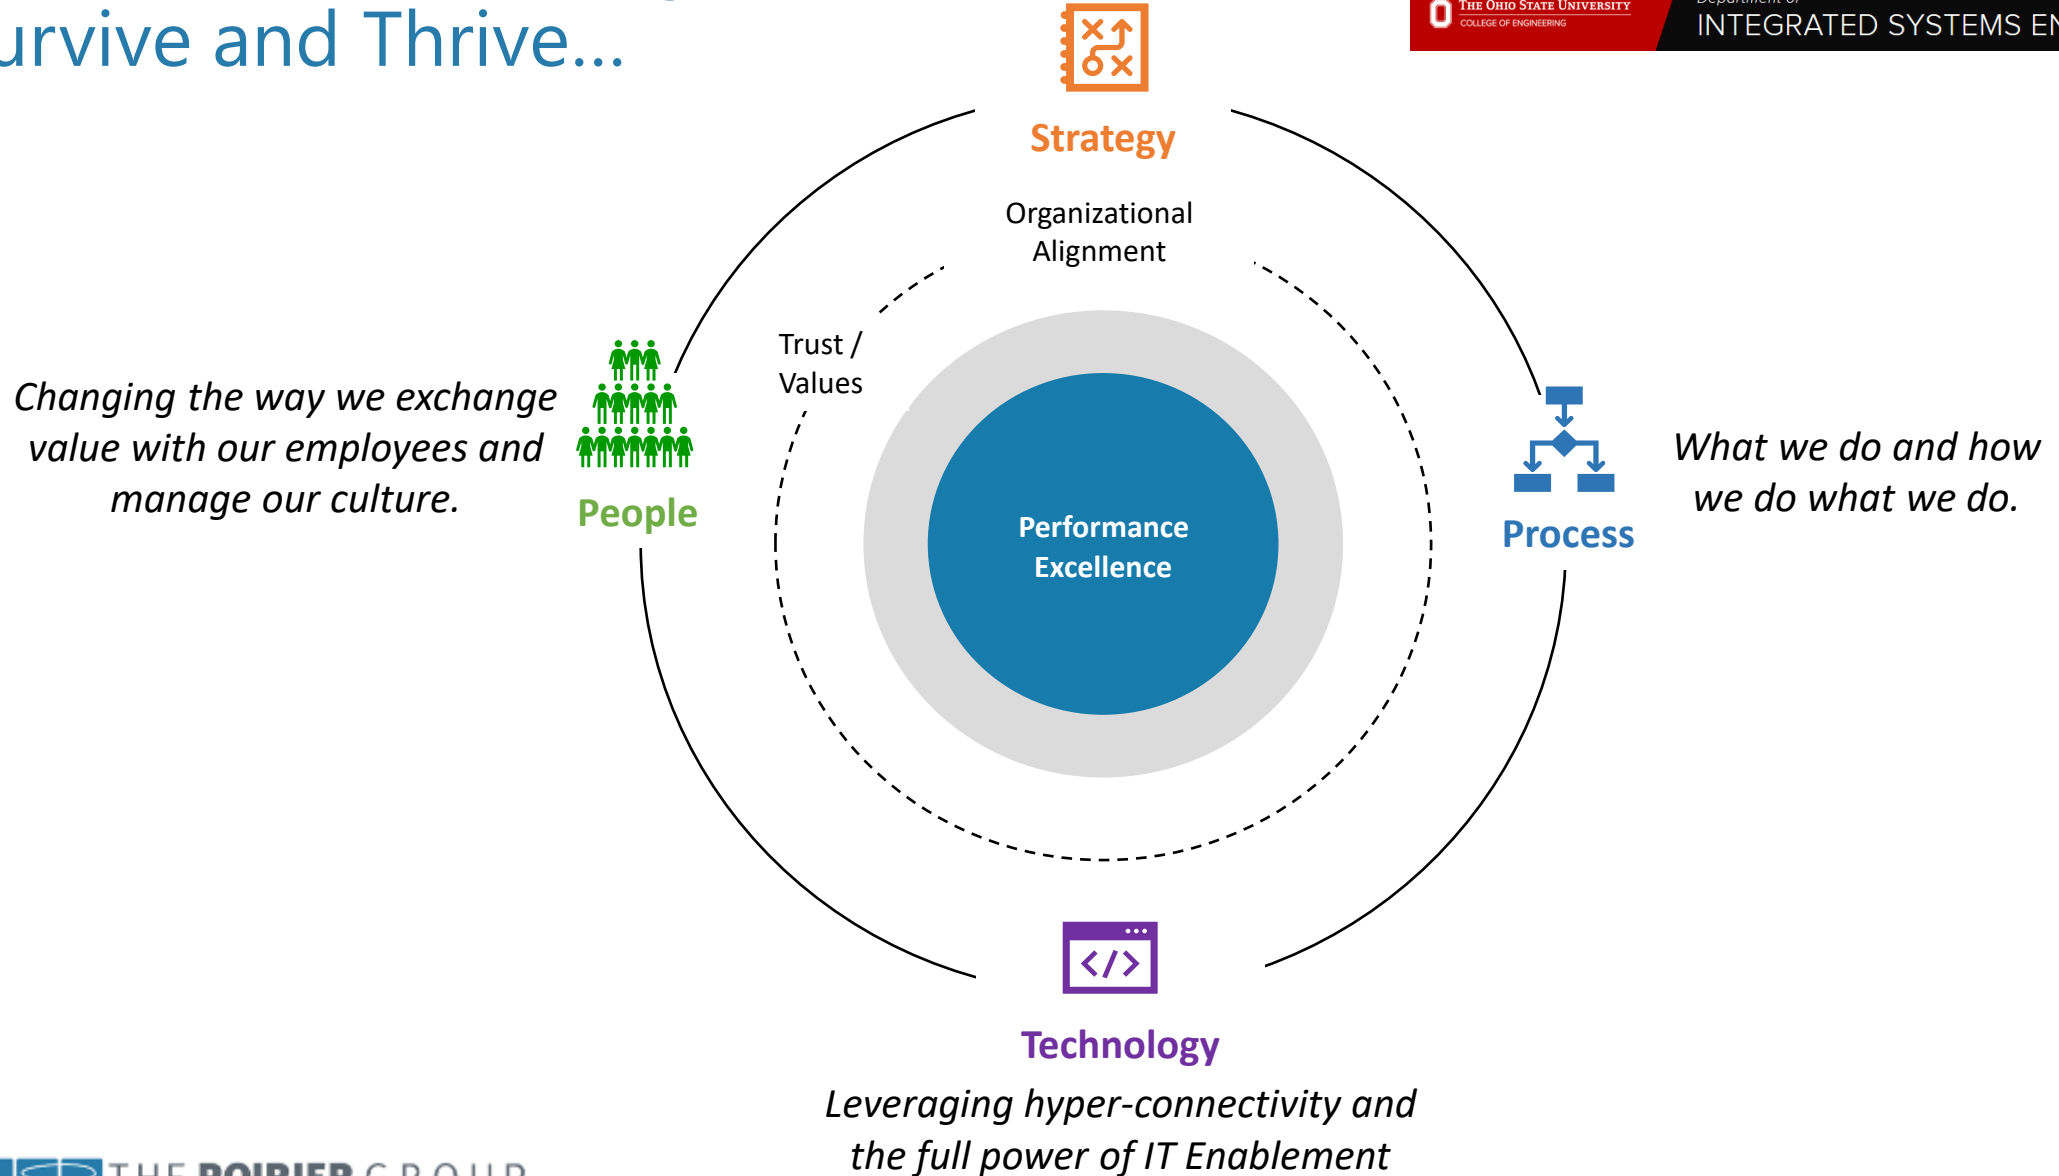 urvive and Thrive...
THE OHIO STATE UNIVERSITY
COLLEGE OF ENGINEERING
Department of
INTEGRATED SYSTEMS EN
Strategy
Organizational
Alignment
Trust /
Values
Changing the way we exchange
value with our employees and
manage our culture.
People
Performance
Excellence
Process
What we do and how
we do what we do.
Technology
Leveraging hyper-connectivity and
the full power of IT Enablement
THE POIRIER GROUP